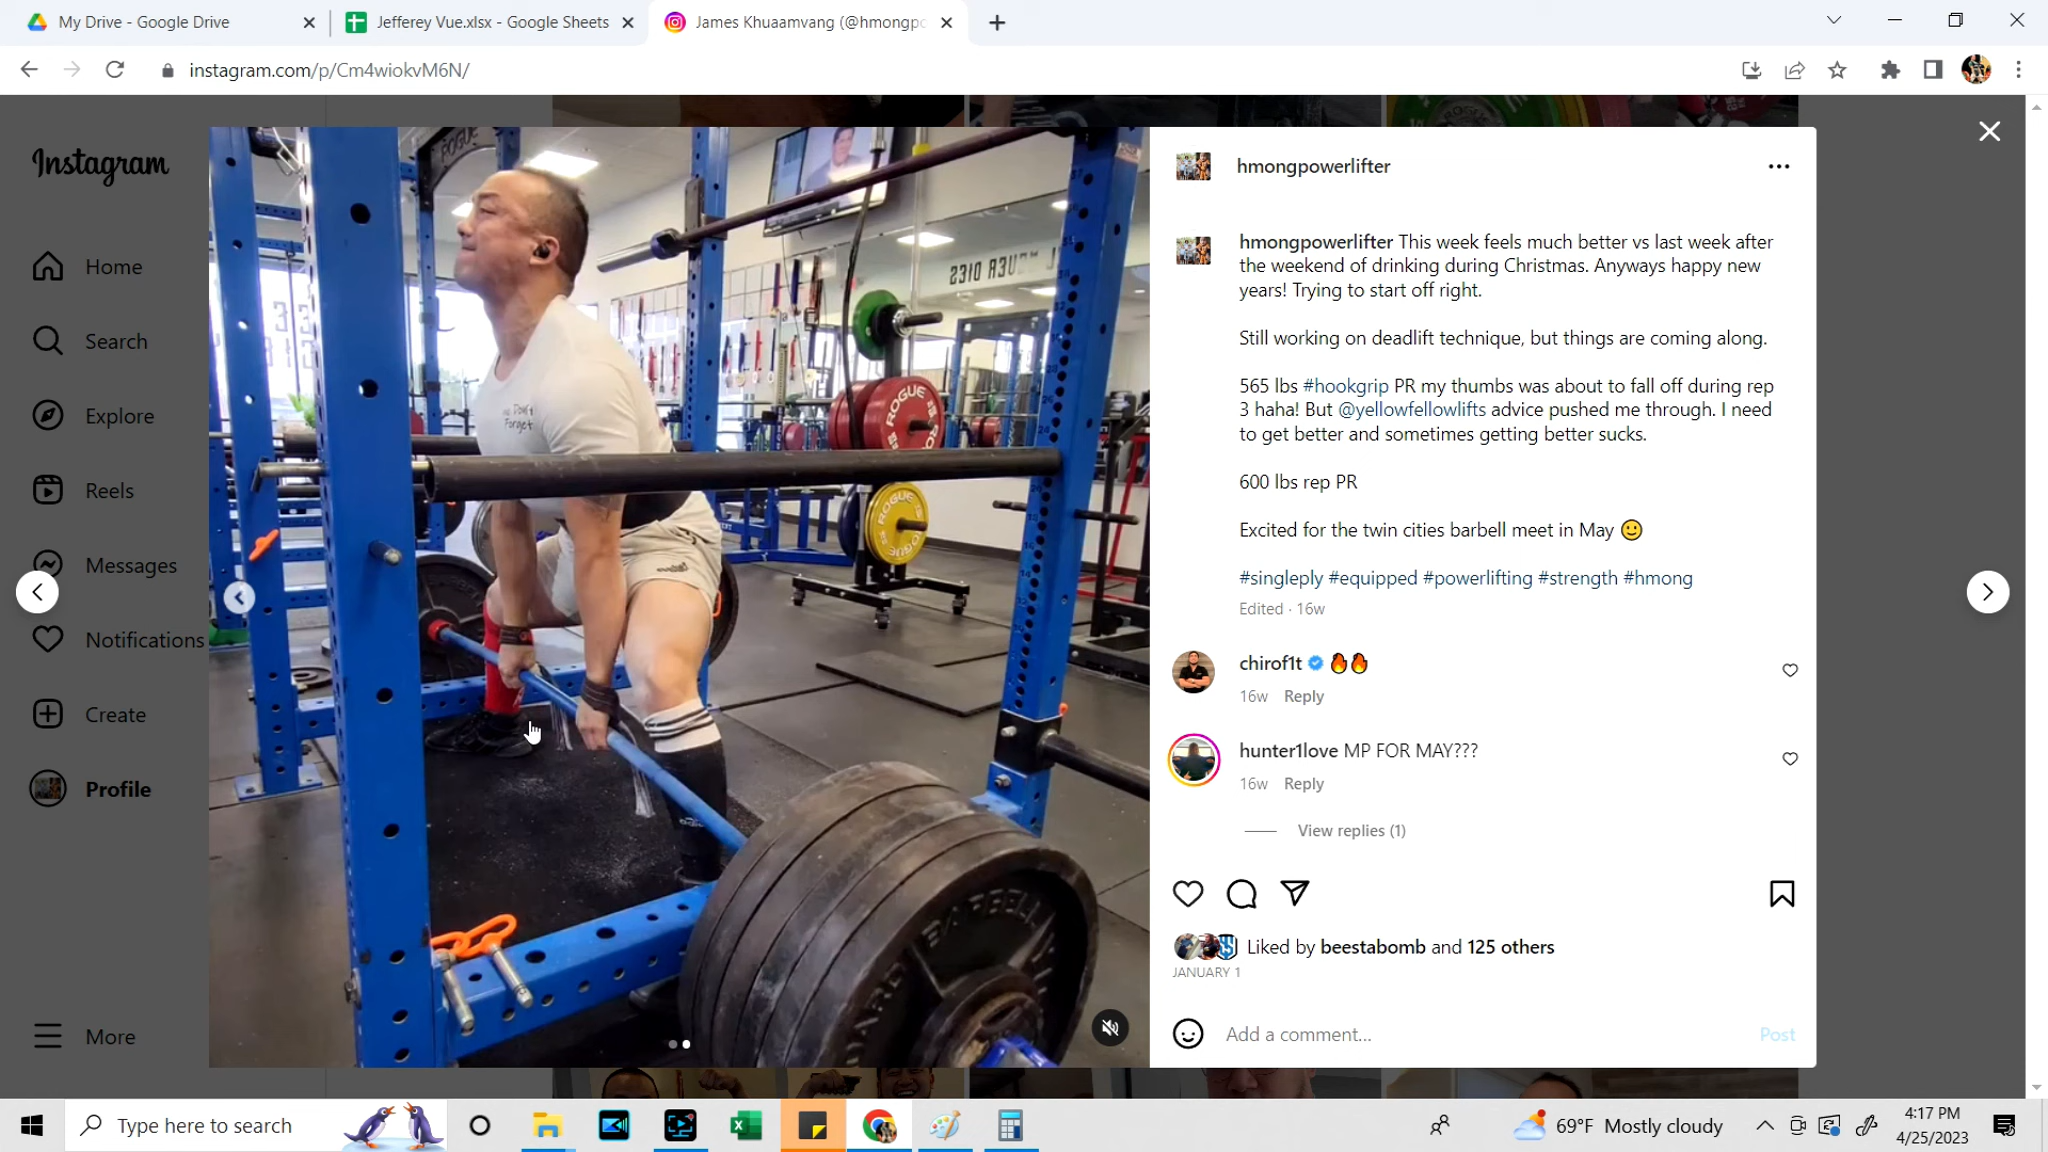 My Drive - Google Drive
Jefferey Vue.xlsx - Google Sheets
James Khuaamvang (@hmongpo
instagram.com/p/Cm4wiokvM6N/
Instagram
Home
Search
Explore
Reels
Messages
Notifications
Create
Profile
More
ROGUE
Don't
Forget
ROGUE
ROGUE
hmongpowerlifter
hmongpowerlifter This week feels much better vs last week after
the weekend of drinking during Christmas. Anyways happy new
years! Trying to start off right.
Still working on deadlift technique, but things are coming along.
565 lbs #hookgrip PR my thumbs was about to fall off during rep
3 haha! But @yellowfellowlifts advice pushed me through. I need
to get better and sometimes getting better sucks.
600 lbs rep PR
Excited for the twin cities barbell meet in May 🙂
#singleply #equipped #powerlifting #strength #hmong
Edited · 16w
chirof1t 🔥🔥
16w Reply
hunter1love MP FOR MAY???
16w Reply
View replies (1)
Liked by beestabomb and 125 others
JANUARY 1
Add a comment...
Post
Type here to search
69°F Mostly cloudy
4:17 PM
4/25/2023